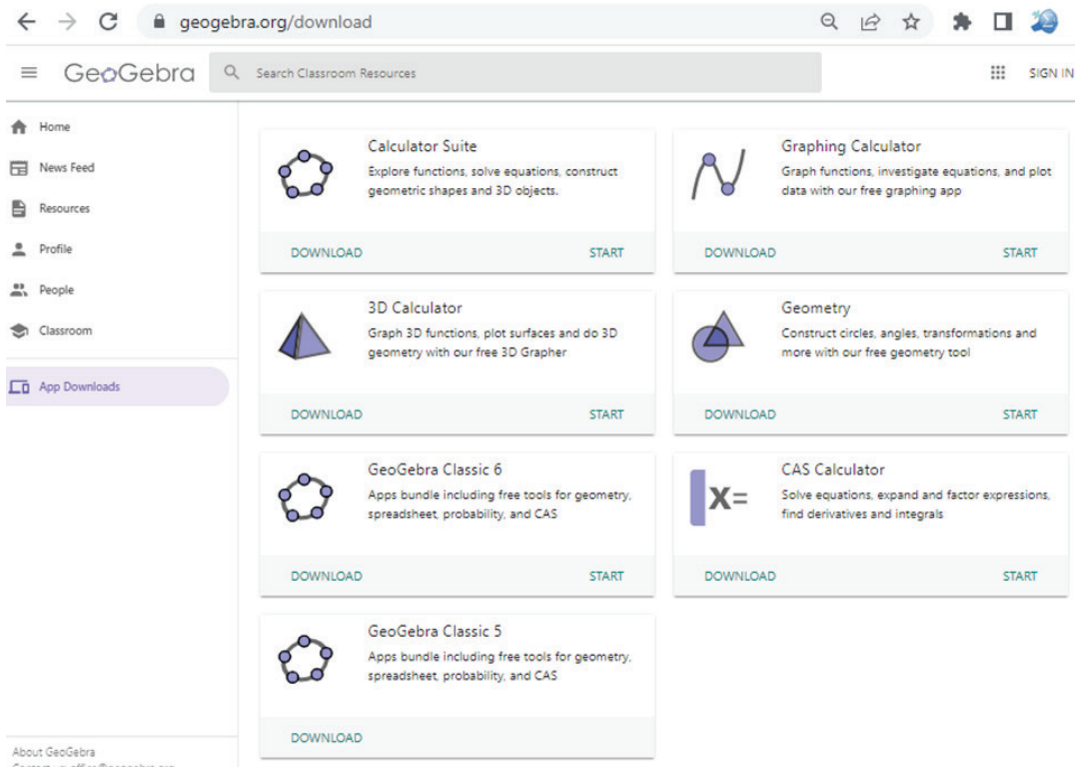 geogebra.org/download
GeoGebra
Search Classroom Resources
SIGN IN
Home
News Feed
Resources
Profile
People
Classroom
App Downloads
Calculator Suite
Explore functions, solve equations, construct
geometric shapes and 3D objects.
DOWNLOAD
START
Graphing Calculator
Graph functions, investigate equations, and plot
data with our free graphing app
DOWNLOAD
START
3D Calculator
Graph 3D functions, plot surfaces and do 3D
geometry with our free 3D Grapher
DOWNLOAD
START
Geometry
Construct circles, angles, transformations and
more with our free geometry tool
DOWNLOAD
START
GeoGebra Classic 6
Apps bundle including free tools for geometry,
spreadsheet, probability, and CAS
DOWNLOAD
START
X=
CAS Calculator
Solve equations, expand and factor expressions,
find derivatives and integrals
DOWNLOAD
START
GeoGebra Classic 5
Apps bundle including free tools for geometry,
spreadsheet, probability, and CAS
DOWNLOAD
About GeoGebra